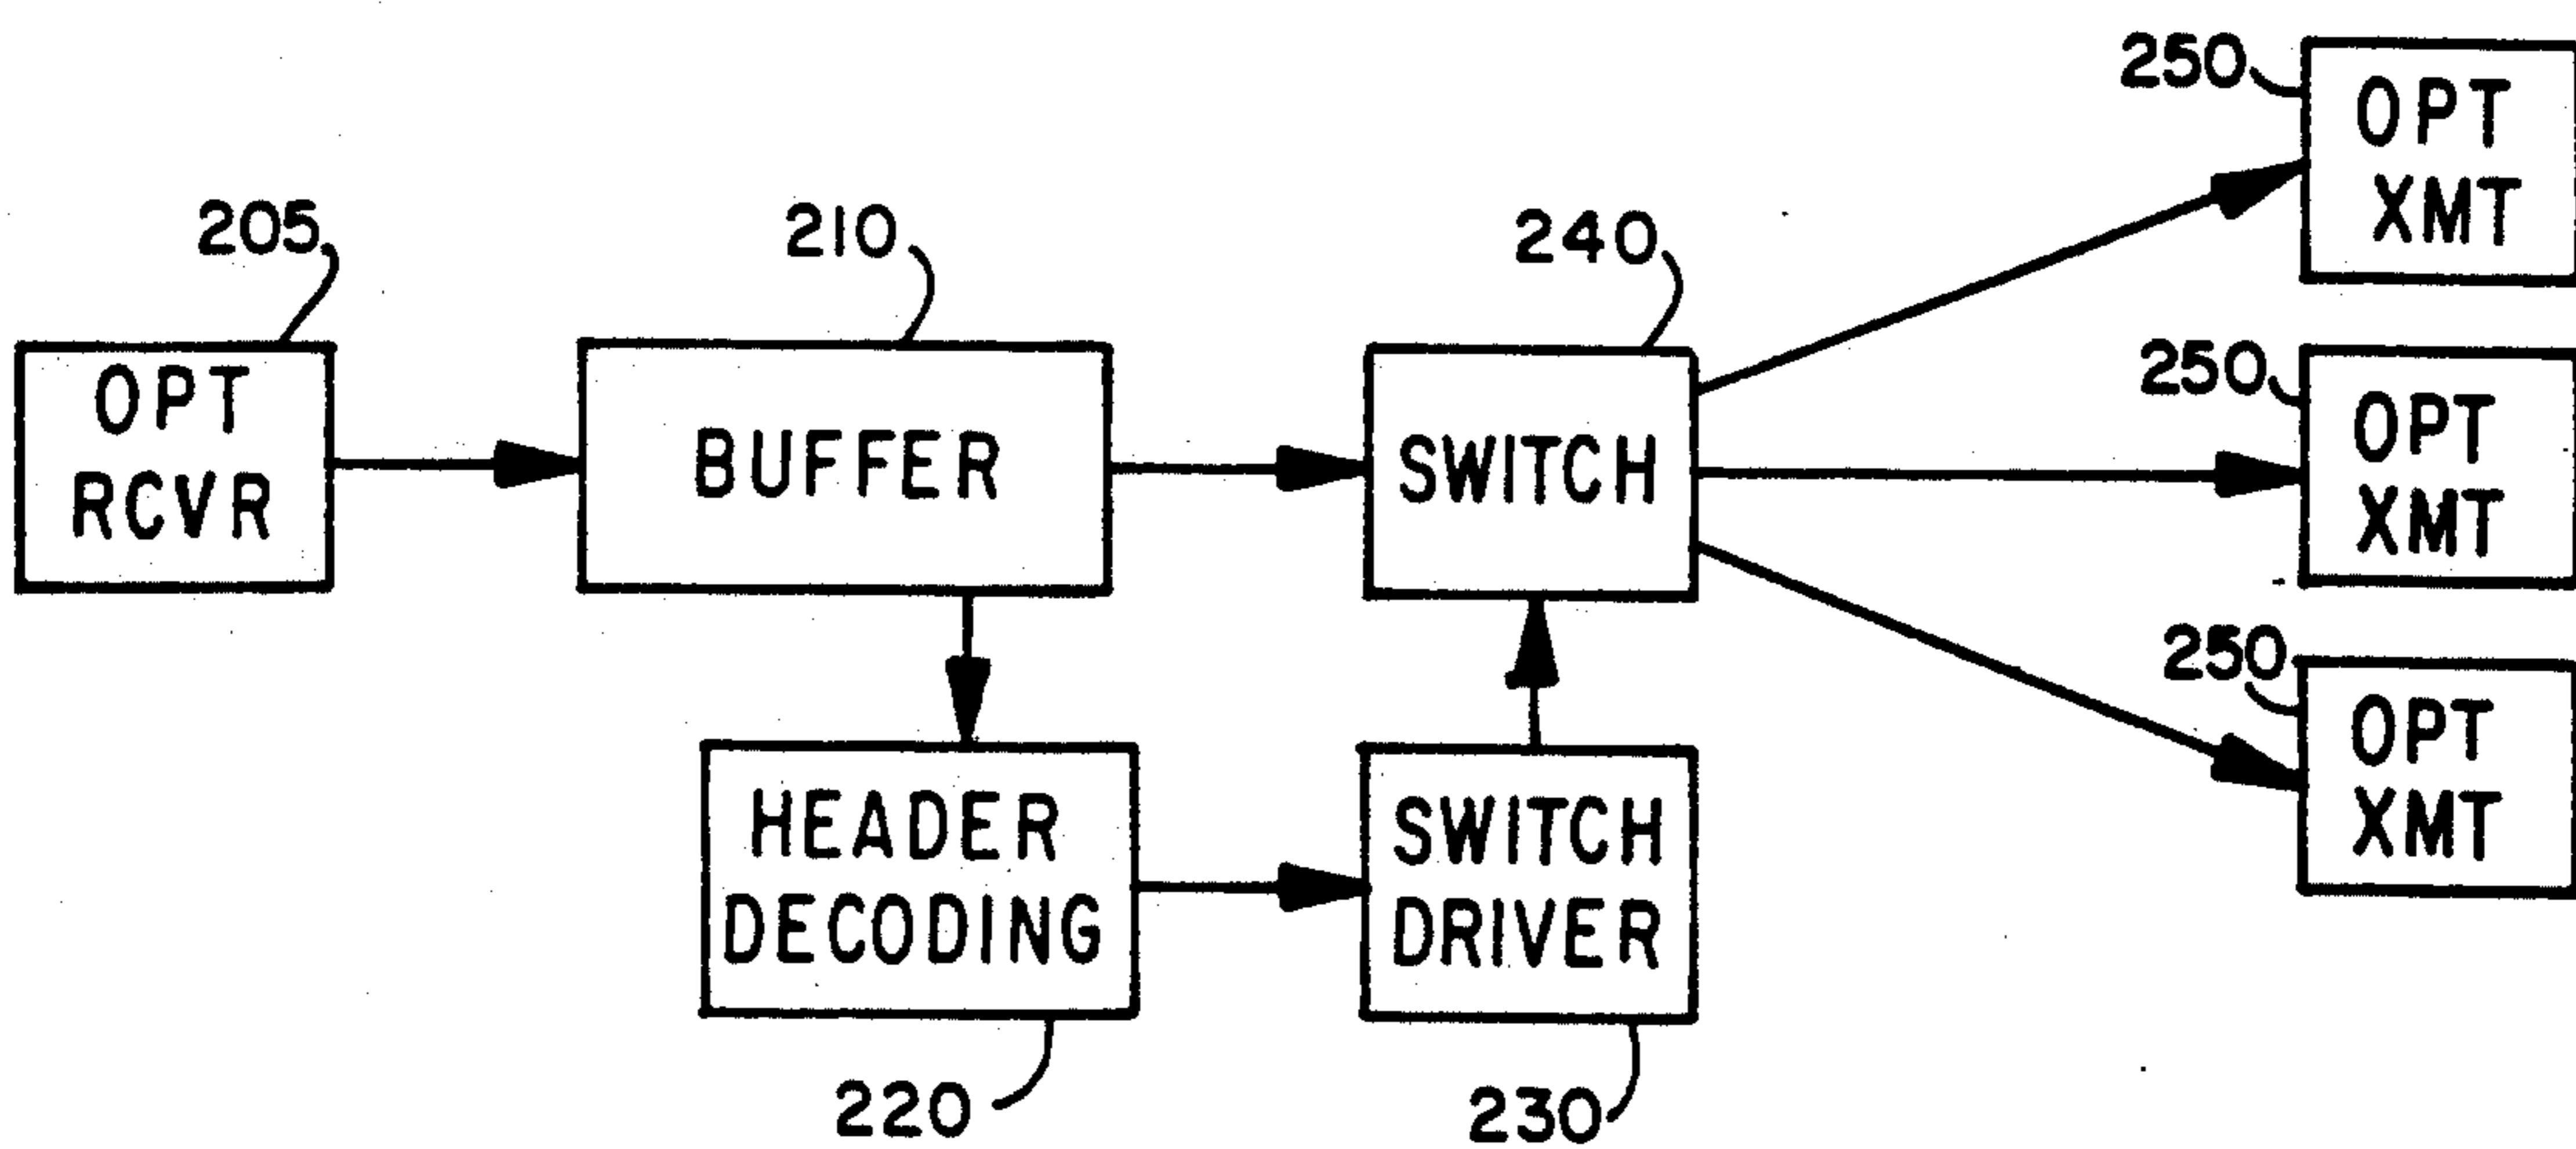 250
OPT
XMT
205
210
240
OPT
RCVR
BUFFER
SWITCH
250
OPT
XMT
250
OPT
XMT
HEADER
DECODING
SWITCH
DRIVER
220
230